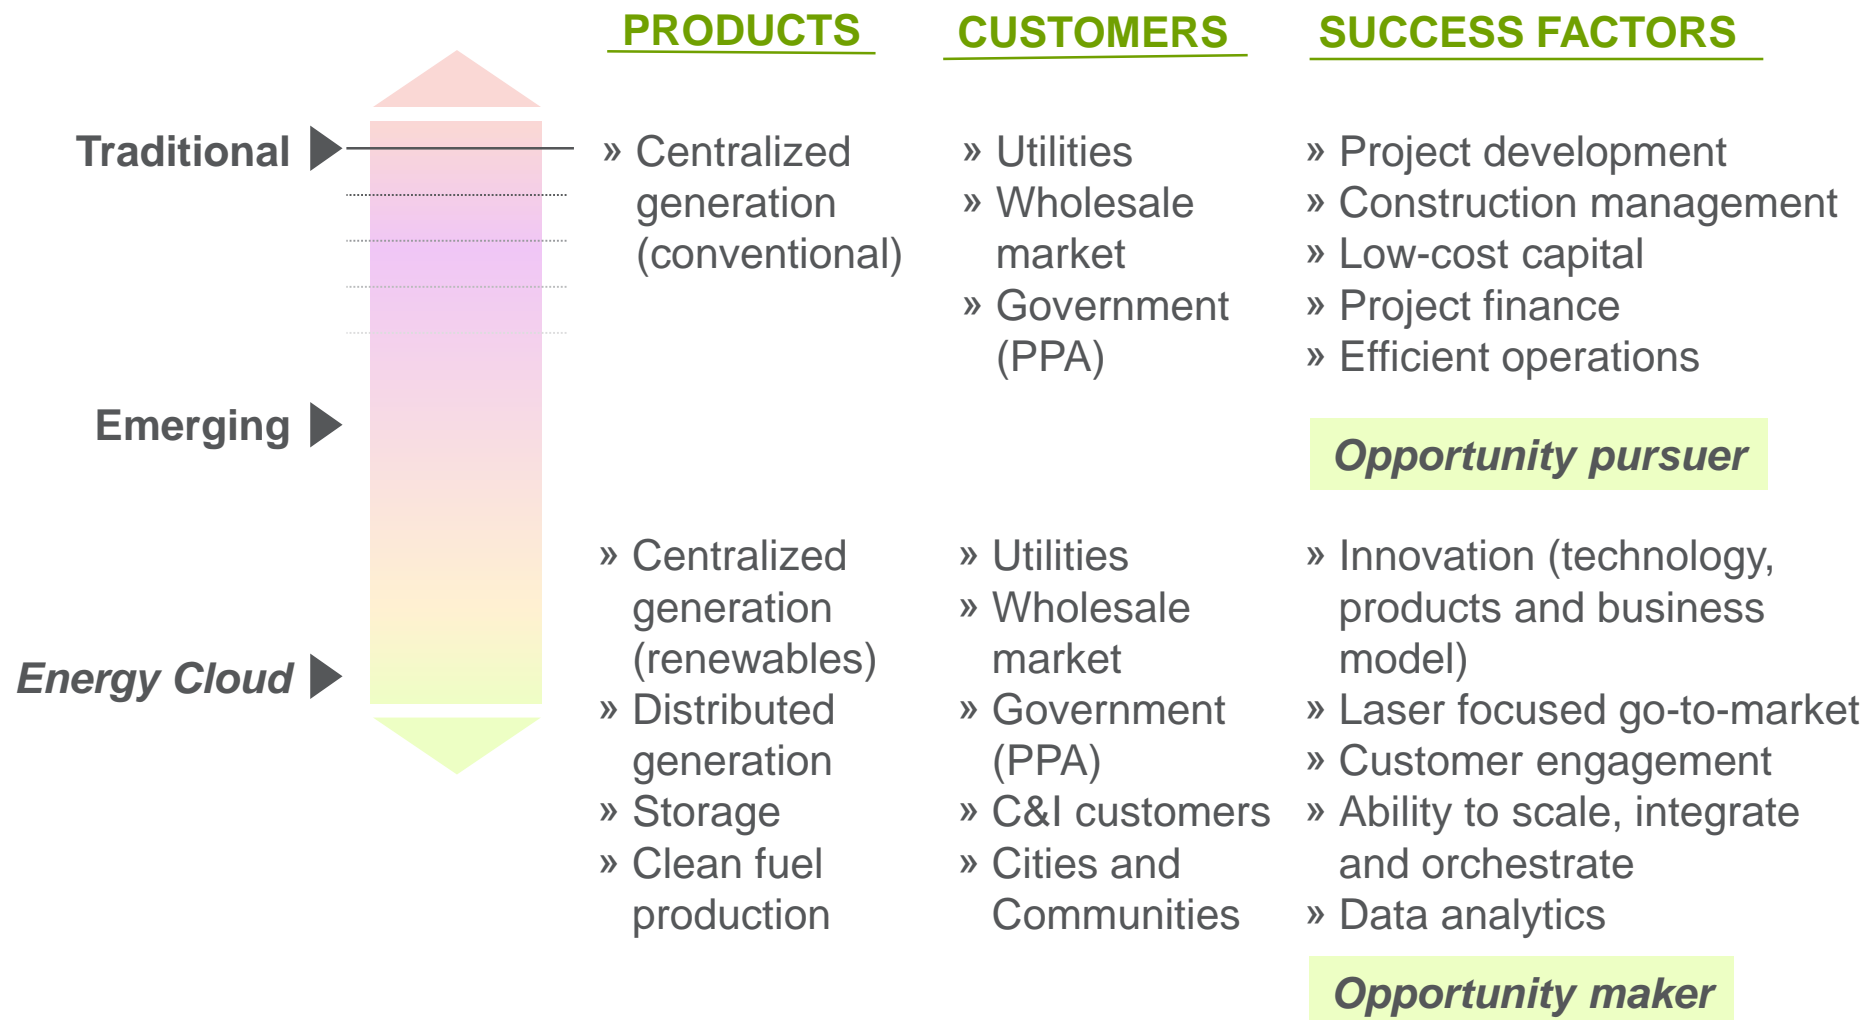 PRODUCTS
CUSTOMERS
SUCCESS FACTORS
Traditional
» Centralized
generation
(conventional)
» Utilities
» Wholesale
market
» Government
(PPA)
» Project development
» Construction management
» Low-cost capital
» Project finance
» Efficient operations
Emerging
Opportunity pursuer
Energy Cloud
» Centralized
generation
(renewables)
» Distributed
generation
» Storage
» Clean fuel
production
» Utilities
» Wholesale
market
» Government
(PPA)
» C&I customers
» Cities and
Communities
» Innovation (technology,
products and business
model)
» Laser focused go-to-market
» Customer engagement
» Ability to scale, integrate
and orchestrate
» Data analytics
Opportunity maker